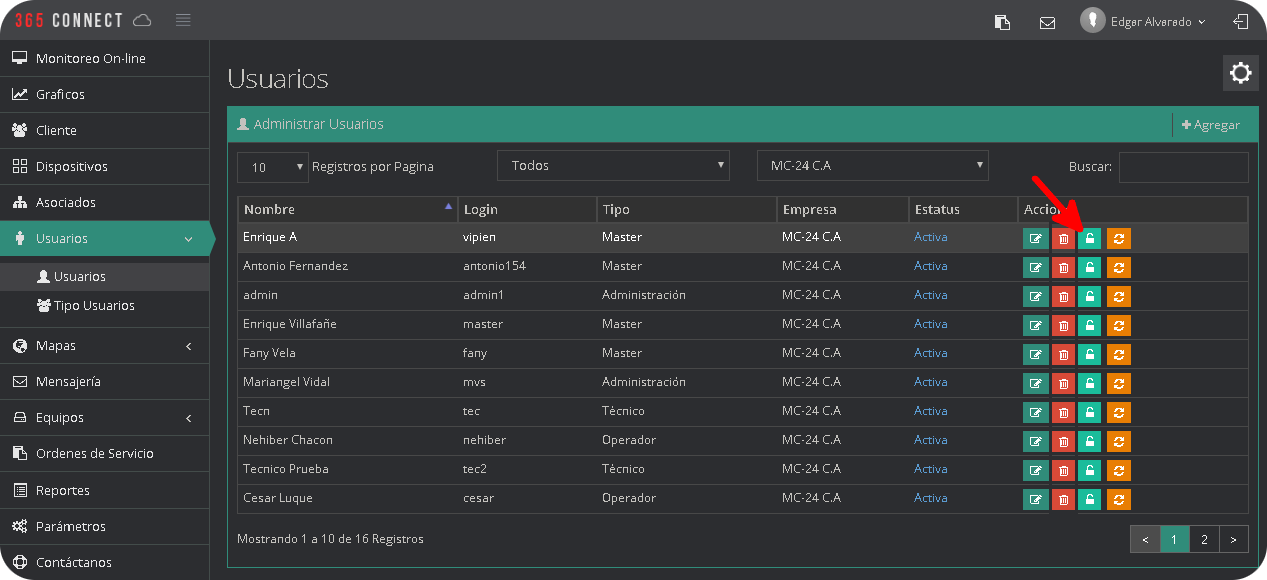 365 CONNECT
Edgar Alvarado
Monitoreo On-line
Graficos
Cliente
Dispositivos
Asociados
Usuarios
Usuarios
Tipo Usuarios
Mapas
Mensajería
Equipos
Ordenes de Servicio
Reportes
Parámetros
Contáctanos
Usuarios
Administrar Usuarios
Agregar
10 Registros por Pagina Todos MC-24 C.A Buscar:
Nombre Login Tipo Empresa Estatus
Enrique A vipien Master MC-24 C.A Activa
Antonio Fernandez antonio154 Master MC-24 C.A Activa
admin admin1 Administración MC-24 C.A Activa
Enrique Villafañe master Master MC-24 C.A Activa
Fany Vela fany Master MC-24 C.A Activa
Mariangel Vidal mvs Administración MC-24 C.A Activa
Tecn tec Técnico MC-24 C.A Activa
Nehiber Chacon nehiber Operador MC-24 C.A Activa
Tecnico Prueba tec2 Técnico MC-24 C.A Activa
Cesar Luque cesar Operador MC-24 C.A Activa
Mostrando 1 a 10 de 16 Registros
< 1 2 >